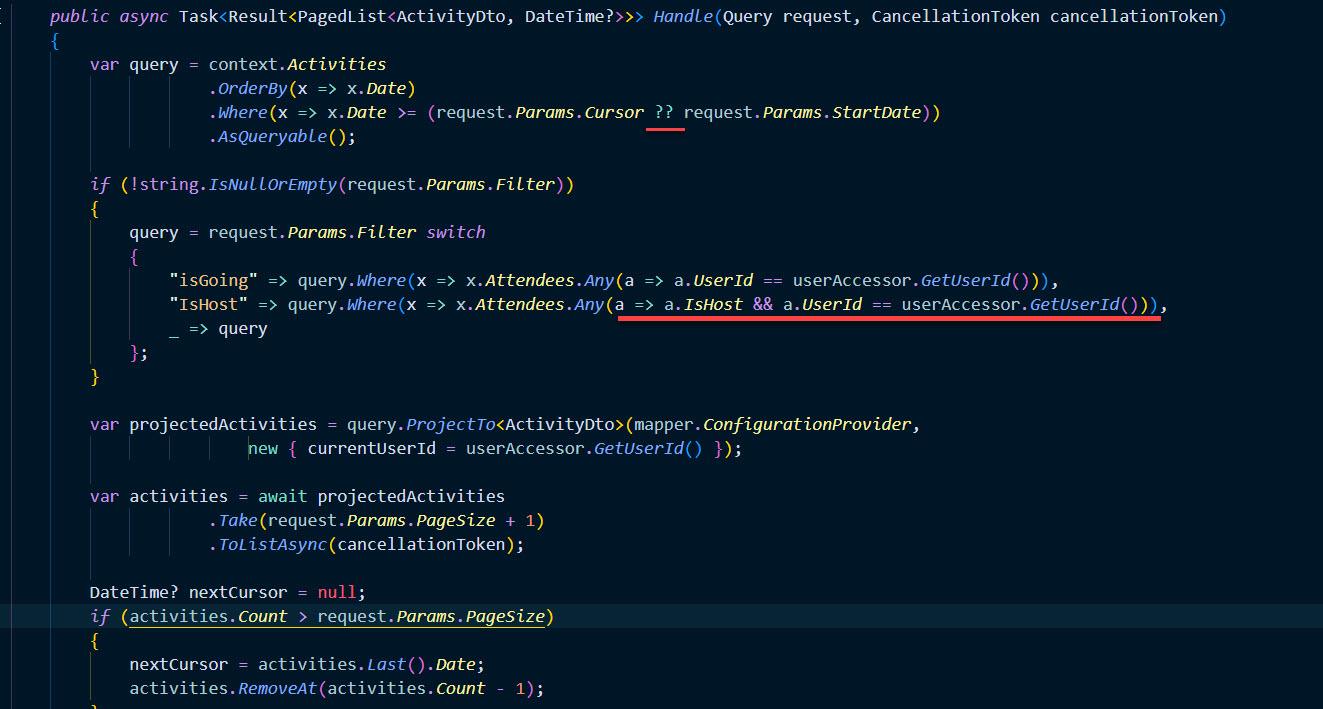 public async Task<Result<PagedList<ActivityDto, DateTime?>>> Handle(Query request, CancellationToken cancellationToken)
{
var query = context.Activities
.OrderBy(x => x.Date)
.Where(x => x.Date >= (request.Params.Cursor ?? request.Params.StartDate))
.AsQueryable();
if (!string.IsNullOrEmpty(request.Params.Filter))
{
query = request.Params.Filter switch
{
"isGoing" => query.Where(x => x.Attendees.Any(a => a.UserId == userAccessor.GetUserId())),
"IsHost" => query.Where(x => x.Attendees.Any(a => a.IsHost && a.UserId == userAccessor.GetUserId())),
_ => query
};
}
var projectedActivities = query.ProjectTo<ActivityDto>(mapper.ConfigurationProvider,
new { currentUserId = userAccessor.GetUserId() });
var activities = await projectedActivities
.Take(request.Params.PageSize + 1)
.ToListAsync(cancellationToken);
DateTime? nextCursor = null;
if (activities.Count > request.Params.PageSize)
{
nextCursor = activities.Last().Date;
activities.RemoveAt(activities.Count - 1);